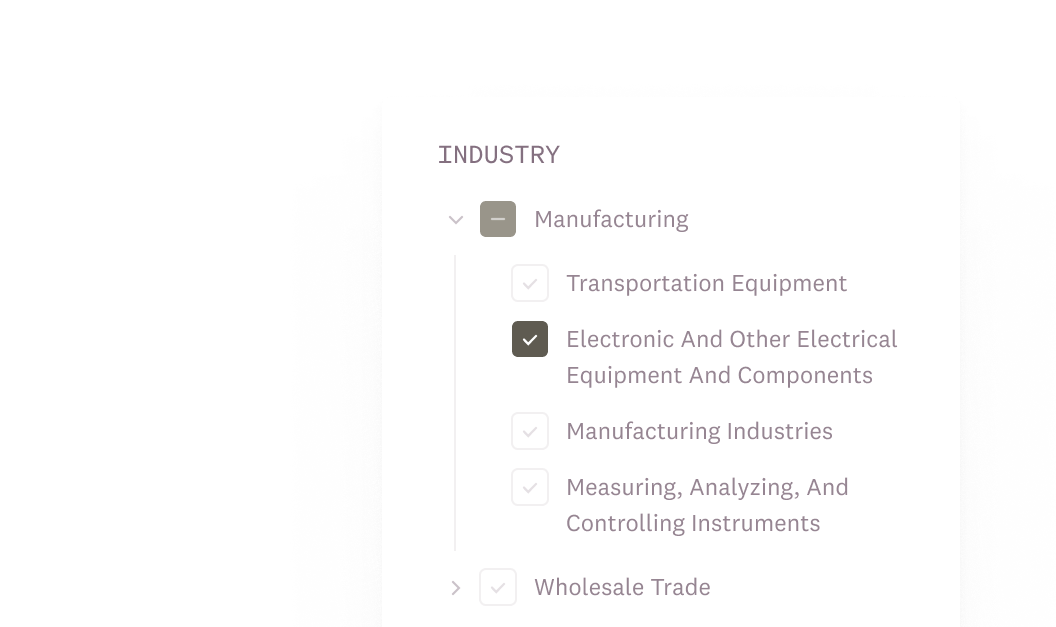 INDUSTRY
Manufacturing
Transportation Equipment
Electronic And Other Electrical
Equipment And Components
Manufacturing Industries
Measuring, Analyzing, And
Controlling Instruments
Wholesale Trade